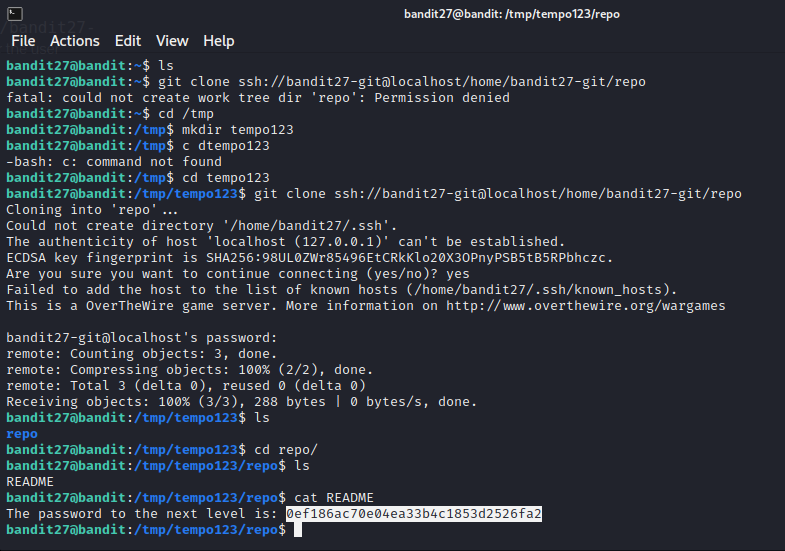 bandit27@bandit: /tmp/tempo123/repo
File Actions Edit View Help
bandit27@bandit:~$ ls
bandit27@bandit:~$ git clone ssh://bandit27-git@localhost/home/bandit27-git/repo
fatal: could not create work tree dir 'repo': Permission denied
bandit27@bandit:~$ cd /tmp
bandit27@bandit:/tmp$ mkdir tempo123
bandit27@bandit:/tmp$ c dtempo123
-bash: c: command not found
bandit27@bandit:/tmp$ cd tempo123
bandit27@bandit:/tmp/tempo123$ git clone ssh://bandit27-git@localhost/home/bandit27-git/repo
Cloning into 'repo'...
Could not create directory '/home/bandit27/.ssh'.
The authenticity of host 'localhost (127.0.0.1)' can't be established.
ECDSA key fingerprint is SHA256:98UL0ZWr85496EtCRkKlo20X3OPnyPSB5tB5RPbhczc.
Are you sure you want to continue connecting (yes/no)? yes
Failed to add the host to the list of known hosts (/home/bandit27/.ssh/known_hosts).
This is a OverTheWire game server. More information on http://www.overthewire.org/wargames
bandit27-git@localhost's password:
remote: Counting objects: 3, done.
remote: Compressing objects: 100% (2/2), done.
remote: Total 3 (delta 0), reused 0 (delta 0)
Receiving objects: 100% (3/3), 288 bytes | 0 bytes/s, done.
bandit27@bandit:/tmp/tempo123$ ls
repo
bandit27@bandit:/tmp/tempo123$ cd repo/
bandit27@bandit:/tmp/tempo123/repo$ ls
README
bandit27@bandit:/tmp/tempo123/repo$ cat README
The password to the next level is: 0ef186ac70e04ea33b4c1853d2526fa2
bandit27@bandit:/tmp/tempo123/repo$